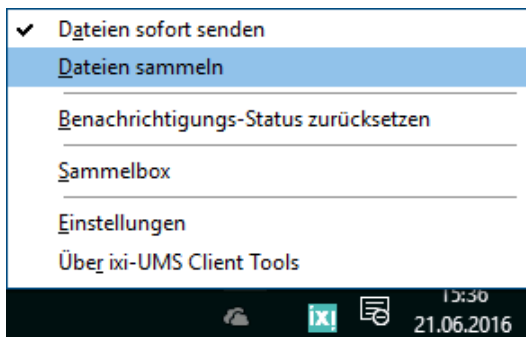 Dateien sofort senden
Dateien sammeln
Benachrichtigungs-Status zurücksetzen
Sammelbox
Einstellungen
Über ixi-UMS Client Tools
ixi
15:36
21.06.2016